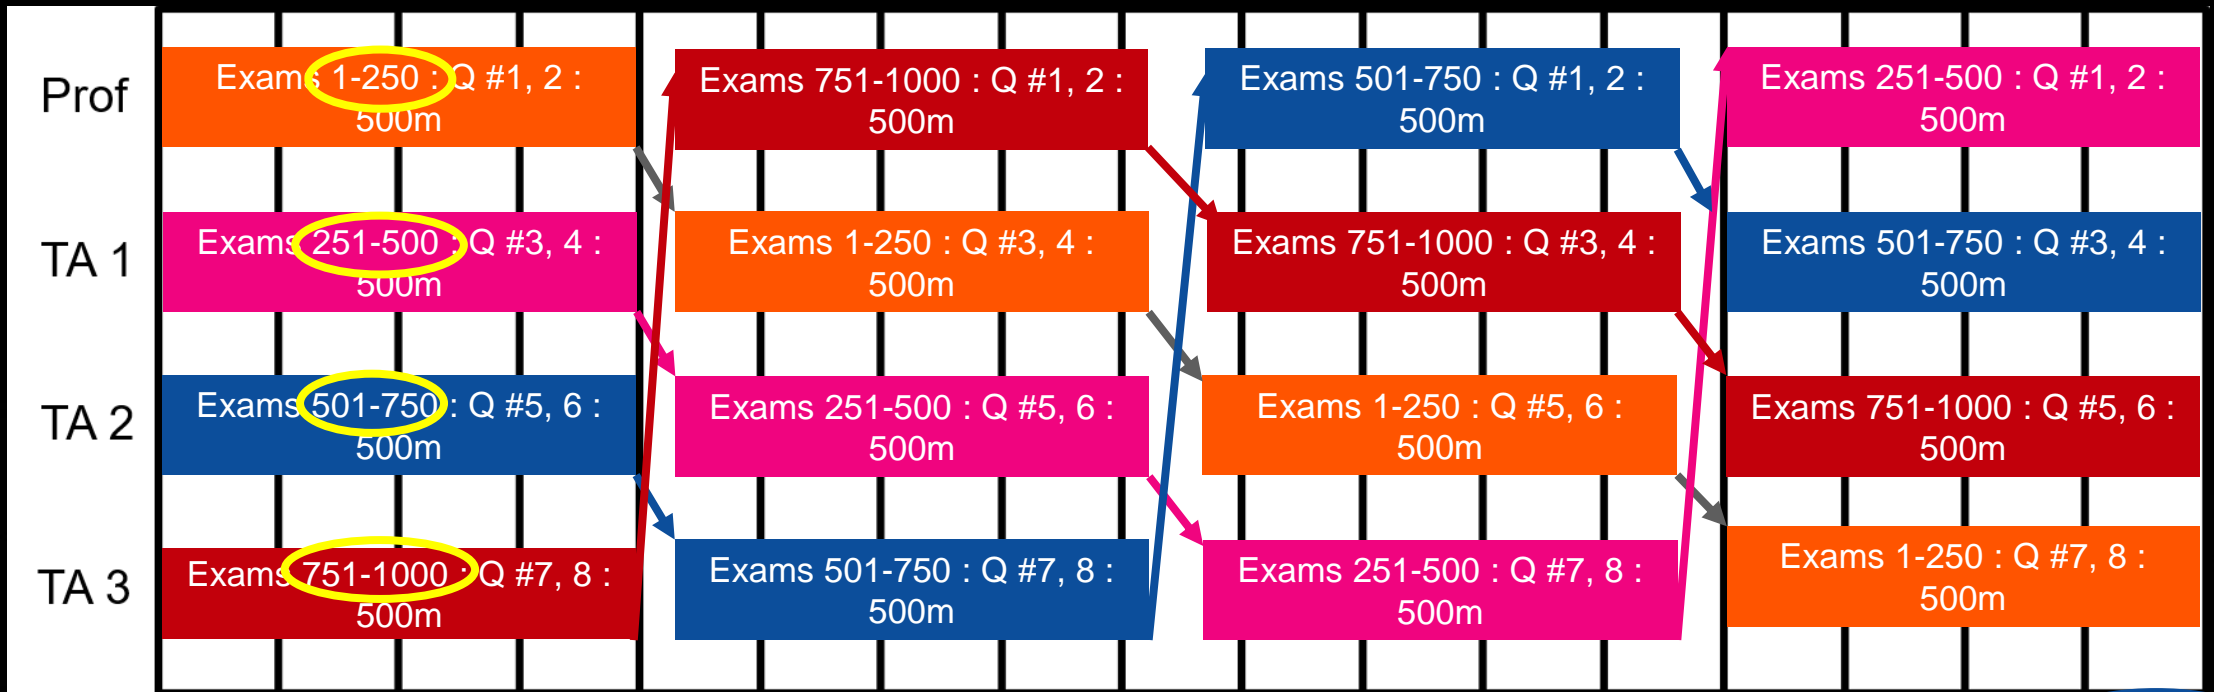 Prof
Exams 1-250 : Q #1, 2 :
500m
Exams 751-1000 : Q #1, 2 :
500m
Exams 501-750 : Q #1, 2 :
500m
Exams 251-500 : Q #1, 2 :
500m
TA 1
Exams 251-500 : Q #3, 4 :
500m
Exams 1-250 : Q #3, 4 :
500m
Exams 751-1000 : Q #3, 4 :
500m
Exams 501-750 : Q #3, 4 :
500m
TA 2
Exams 501-750 : Q #5, 6 :
500m
Exams 251-500 : Q #5, 6 :
500m
Exams 1-250 : Q #5, 6 :
500m
Exams 751-1000 : Q #5, 6 :
500m
TA 3
Exams 751-1000 : Q #7, 8 :
500m
Exams 501-750 : Q #7, 8 :
500m
Exams 251-500 : Q #7, 8 :
500m
Exams 1-250 : Q #7, 8 :
500m